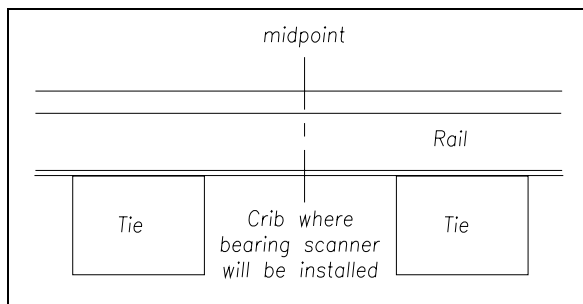 midpoint
Rail
Tie
Crib where
bearing scanner
will be installed
Tie